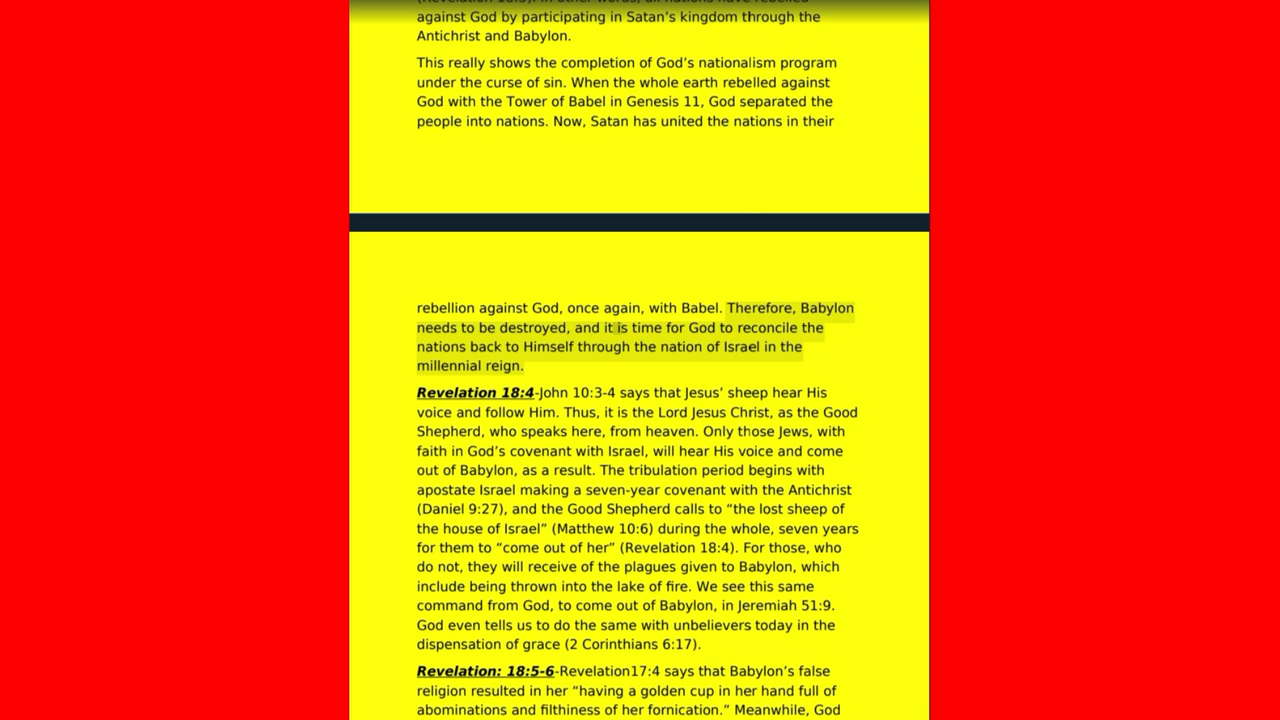 (Revelation 18:3). In other words, all nations have rebelled
against God by participating in Satan's kingdom through the
Antichrist and Babylon.
This really shows the completion of God's nationalism program
under the curse of sin. When the whole earth rebelled against
God with the Tower of Babel in Genesis 11, God separated the
people into nations. Now, Satan has united the nations in their
rebellion against God, once again, with Babel. Therefore, Babylon
needs to be destroyed, and it is time for God to reconcile the
nations back to Himself through the nation of Israel in the
millennial reign.
Revelation 18:4-John 10:3-4 says that Jesus' sheep hear His
voice and follow Him. Thus, it is the Lord Jesus Christ, as the Good
Shepherd, who speaks here, from heaven. Only those Jews, with
faith in God's covenant with Israel, will hear His voice and come
out of Babylon, as a result. The tribulation period begins with
apostate Israel making a seven-year covenant with the Antichrist
(Daniel 9:27), and the Good Shepherd calls to “the lost sheep of
the house of Israel” (Matthew 10:6) during the whole, seven years
for them to “come out of her” (Revelation 18:4). For those, who
do not, they will receive of the plagues given to Babylon, which
include being thrown into the lake of fire. We see this same
command from God, to come out of Babylon, in Jeremiah 51:9.
God even tells us to do the same with unbelievers today in the
dispensation of grace (2 Corinthians 6:17).
Revelation: 18:5-6-Revelation17:4 says that Babylon's false
religion resulted in her “having a golden cup in her hand full of
abominations and filthiness of her fornication.” Meanwhile, God